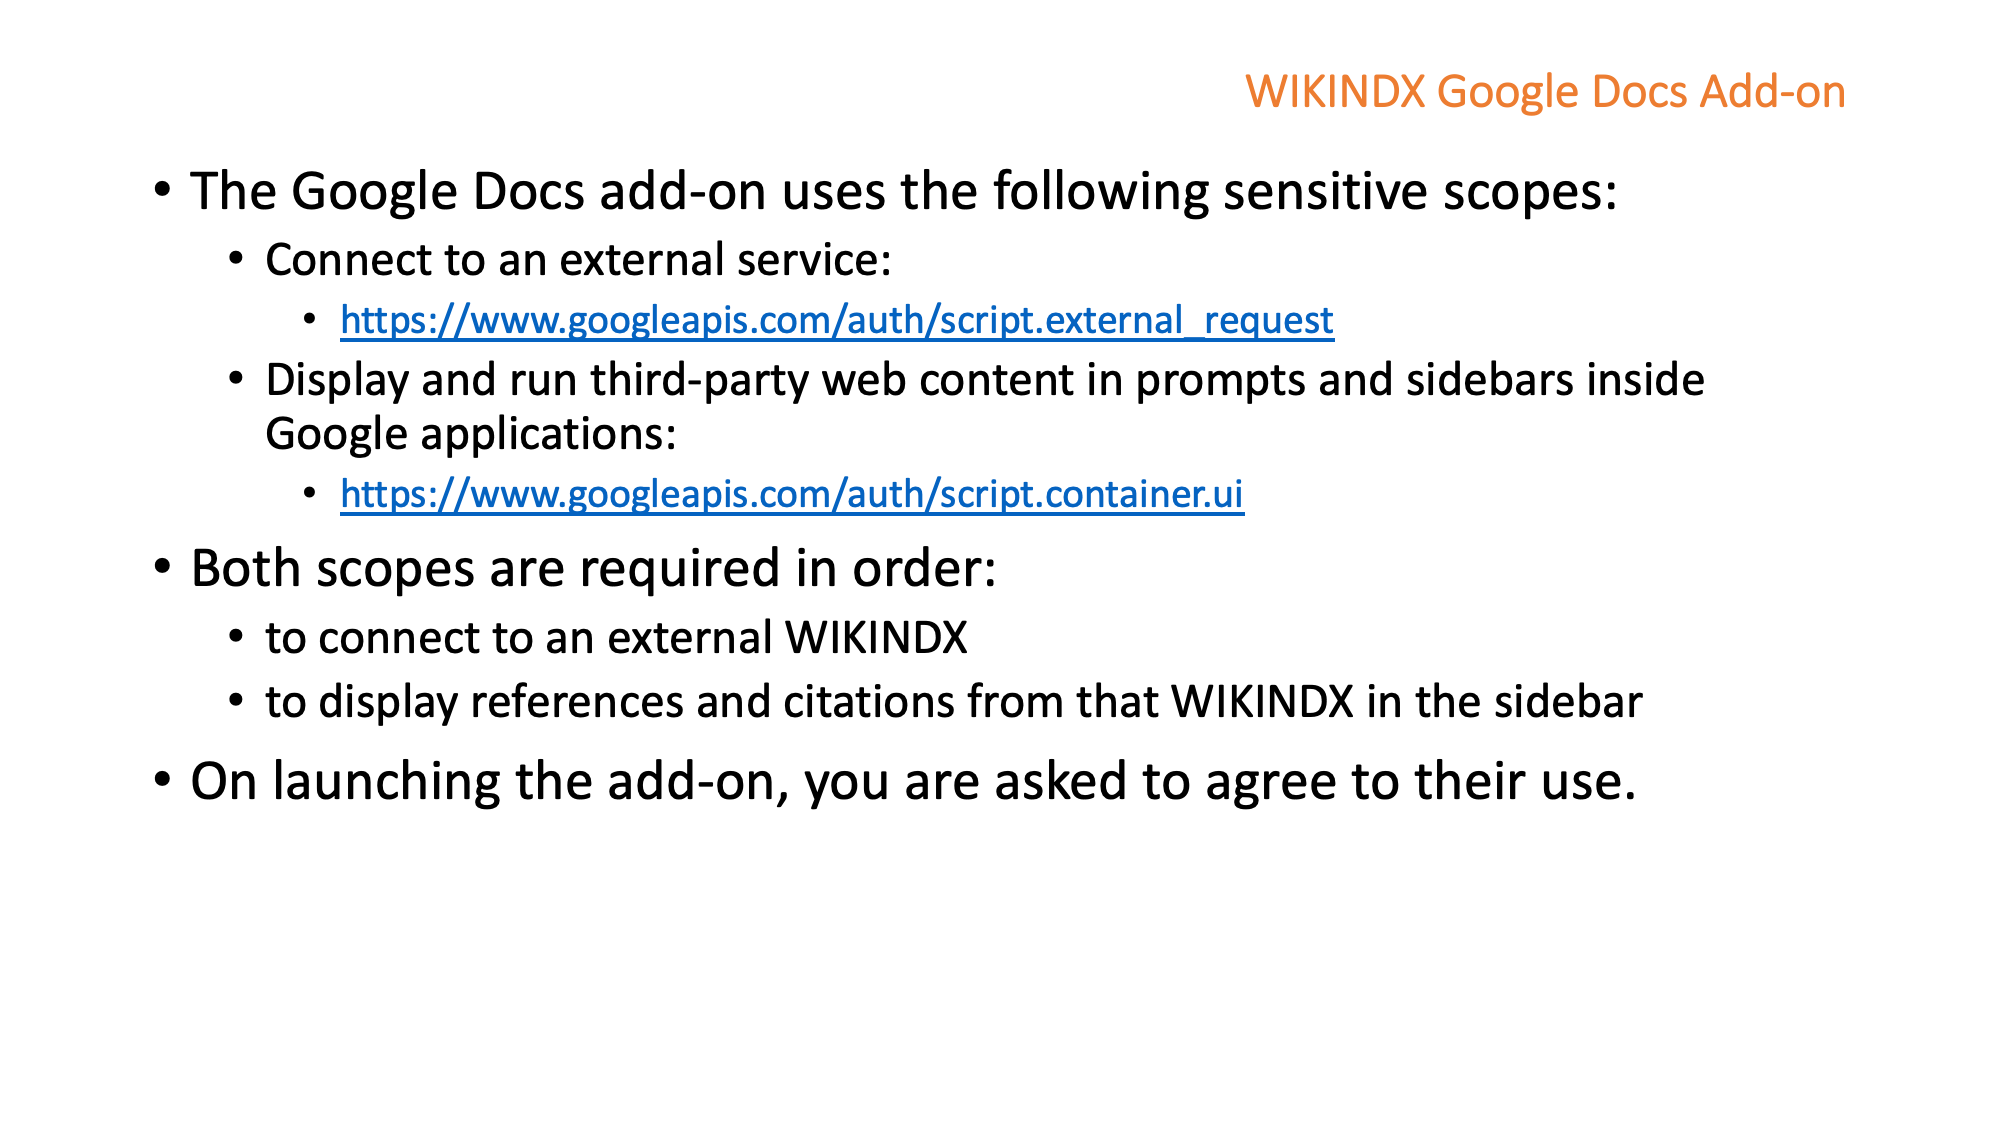 WIKINDX Google Docs Add-on
• The Google Docs add-on uses the following sensitive scopes:
• Connect to an external service:
• https://www.googleapis.com/auth/script.external_request
• Display and run third-party web content in prompts and sidebars inside
Google applications:
• https://www.googleapis.com/auth/script.container.ui
• Both scopes are required in order:
• to connect to an external WIKINDX
• to display references and citations from that WIKINDX in the sidebar
• On launching the add-on, you are asked to agree to their use.